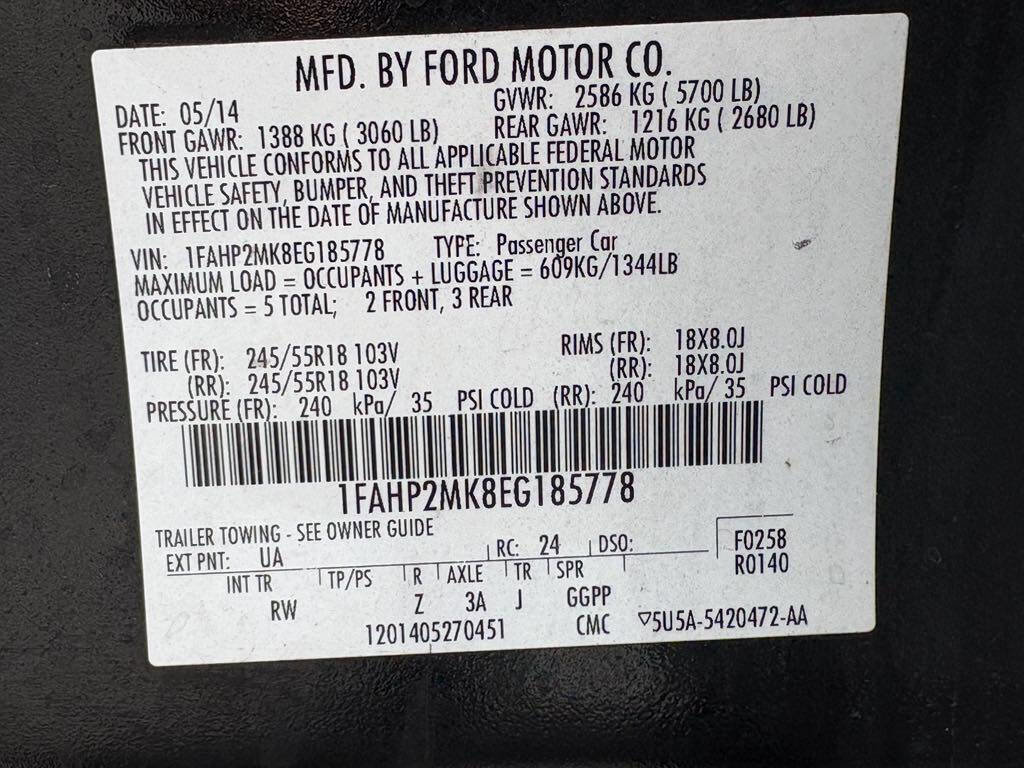 MFD. BY FORD MOTOR CO.
DATE: 05/14 GVWR: 2586 KG ( 5700 LB)
FRONT GAWR: 1388 KG ( 3060 LB) REAR GAWR: 1216 KG ( 2680 LB)
THIS VEHICLE CONFORMS TO ALL APPLICABLE FEDERAL MOTOR
VEHICLE SAFETY, BUMPER, AND THEFT PREVENTION STANDARDS
IN EFFECT ON THE DATE OF MANUFACTURE SHOWN ABOVE.
VIN: 1FAHP2MK8EG185778 TYPE: Passenger Car
MAXIMUM LOAD = OCCUPANTS + LUGGAGE = 609KG/1344LB
OCCUPANTS = 5 TOTAL; 2 FRONT, 3 REAR
TIRE (FR): 245/55R18 103V RIMS (FR): 18X8.0J
(RR): 245/55R18 103V (RR): 18X8.0J
PRESSURE (FR): 240 kPa/ 35 PSI COLD (RR): 240 kPa/ 35 PSI COLD
1FAHP2MK8EG185778
TRAILER TOWING - SEE OWNER GUIDE
EXT PNT: UA RC: 24 DSO: F0258
R0140
INT TR TP/PS R AXLE TR SPR
RW Z 3A J GGPP
1201405270451 CMC ▽5U5A-5420472-AA